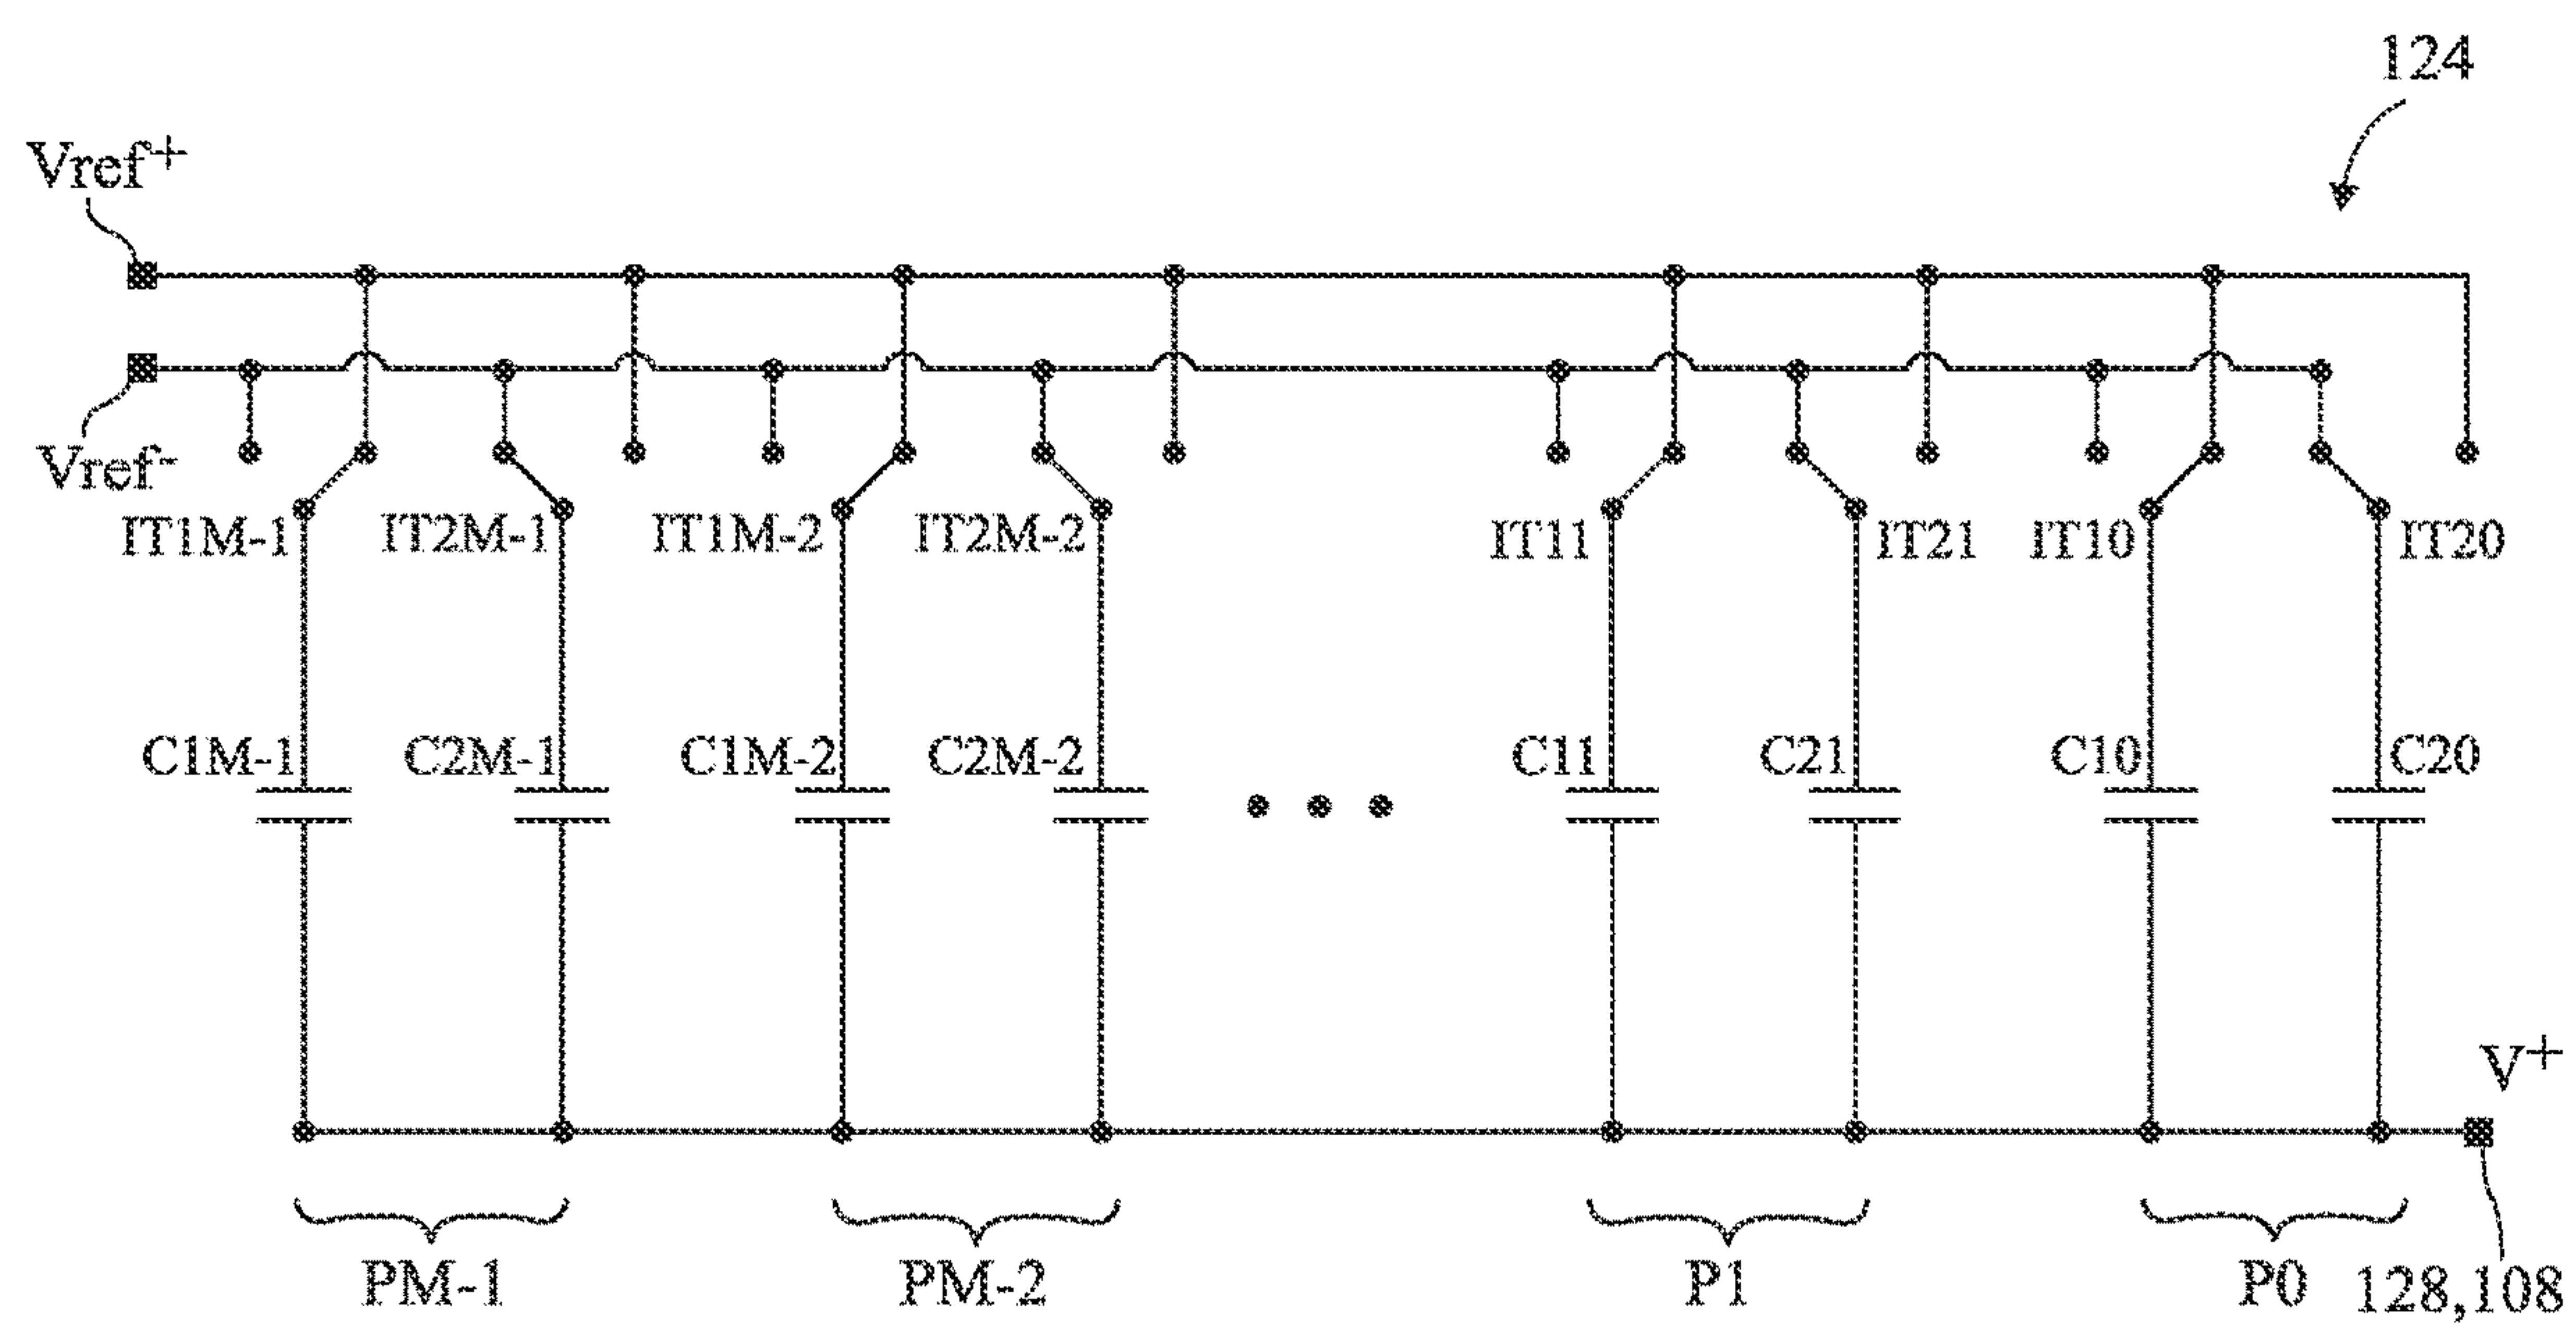 124
Vref+
Vref-
IT1M-1 IT2M-1 IT1M-2 IT2M-2 IT11 IT21 IT10 IT20
C1M-1 C2M-1 C1M-2 C2M-2 C11 C21 C10 C20
V+
PM-1 PM-2 P1 P0 128,108